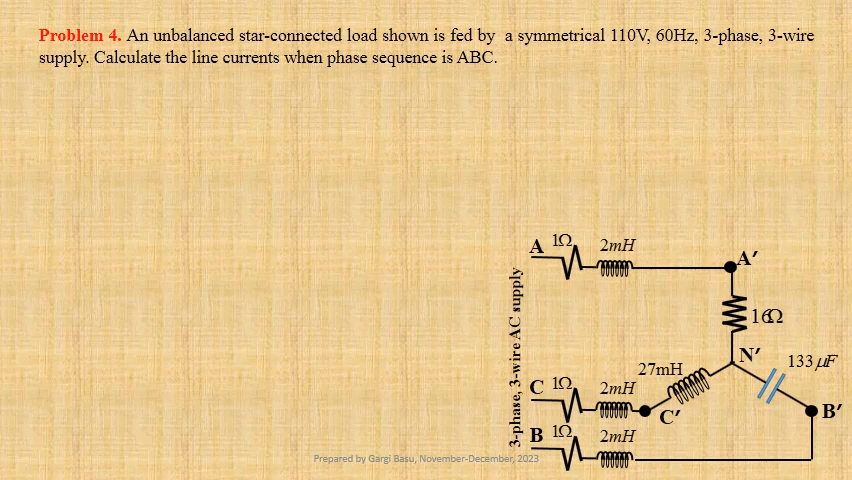 Problem 4. An unbalanced star-connected load shown is fed by a symmetrical 110V, 60Hz, 3-phase, 3-wire
supply. Calculate the line currents when phase sequence is ABC.
3-phase, 3-wire AC supply
A 1Ω 2mH
A′
16Ω
N′
133 μF
27mH
C 1Ω 2mH
C′
B′
B 1Ω 2mH
Prepared by Gargi Basu, November-December, 2023